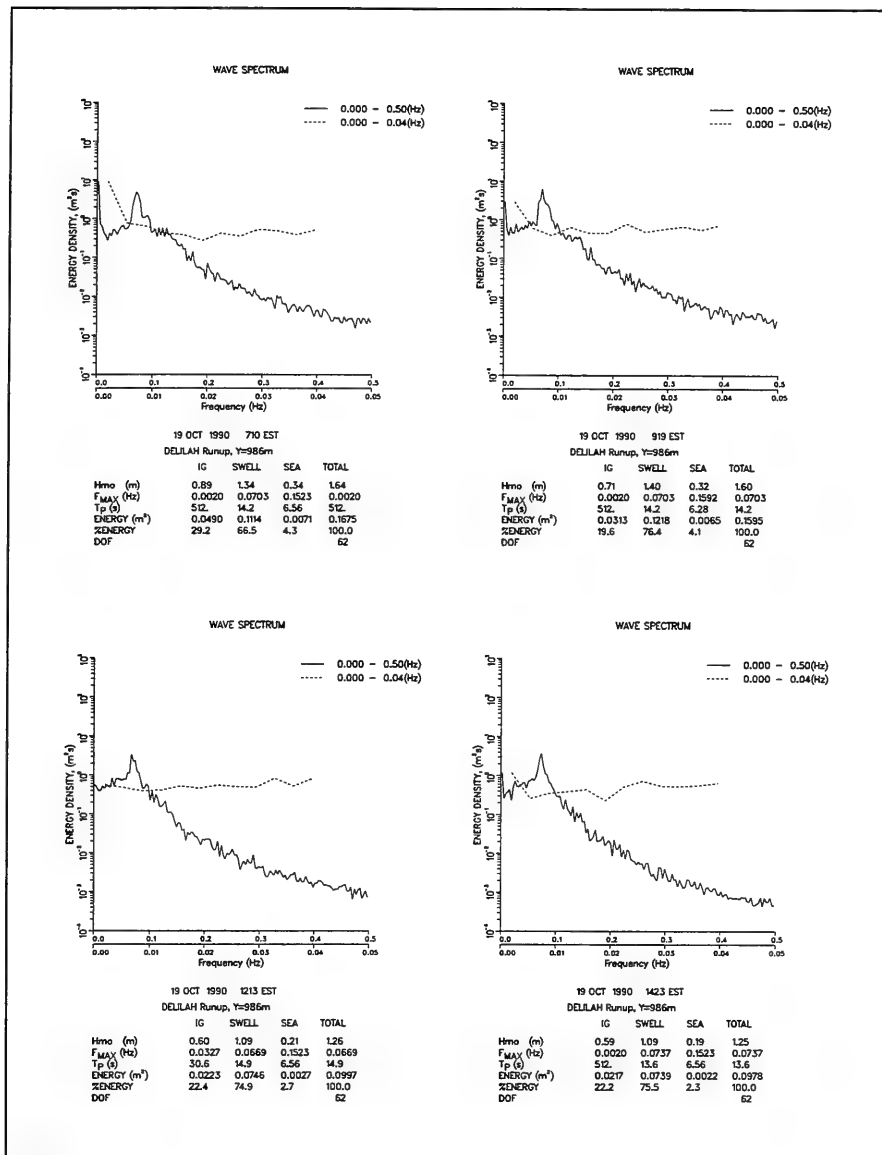 WAVE SPECTRUM
0.000 - 0.50(Hz)
0.000 - 0.04(Hz)
ENERGY DENSITY, (m²s)
0.0 0.1 0.2 0.3 0.4 0.5
0.00 0.01 0.02 0.03 0.04 0.05
Frequency (Hz)
19 OCT 1990 710 EST
DELILAH Runup, Y=986m
IG SWELL SEA TOTAL
Hmo (m) 0.89 1.34 0.34 1.64
FMAX (Hz) 0.0020 0.0703 0.1523 0.0020
Tp (s) 512. 14.2 6.56 512.
ENERGY (m²) 0.0490 0.1114 0.0071 0.1675
%ENERGY 29.2 66.5 4.3 100.0
DOF 62
WAVE SPECTRUM
0.000 - 0.50(Hz)
0.000 - 0.04(Hz)
ENERGY DENSITY, (m²s)
0.0 0.1 0.2 0.3 0.4 0.5
0.00 0.01 0.02 0.03 0.04 0.05
Frequency (Hz)
19 OCT 1990 919 EST
DELILAH Runup, Y=986m
IG SWELL SEA TOTAL
Hmo (m) 0.71 1.40 0.32 1.60
FMAX (Hz) 0.0020 0.0703 0.1592 0.0703
Tp (s) 512. 14.2 6.28 14.2
ENERGY (m²) 0.0313 0.1218 0.0065 0.1595
%ENERGY 19.6 76.4 4.1 100.0
DOF 62
WAVE SPECTRUM
0.000 - 0.50(Hz)
0.000 - 0.04(Hz)
ENERGY DENSITY, (m²s)
0.0 0.1 0.2 0.3 0.4 0.5
0.00 0.01 0.02 0.03 0.04 0.05
Frequency (Hz)
19 OCT 1990 1213 EST
DELILAH Runup, Y=986m
IG SWELL SEA TOTAL
Hmo (m) 0.60 1.09 0.21 1.26
FMAX (Hz) 0.0327 0.0669 0.1523 0.0669
Tp (s) 30.6 14.9 6.56 14.9
ENERGY (m²) 0.0223 0.0746 0.0027 0.0997
%ENERGY 22.4 74.9 2.7 100.0
DOF 62
WAVE SPECTRUM
0.000 - 0.50(Hz)
0.000 - 0.04(Hz)
ENERGY DENSITY, (m²s)
0.0 0.1 0.2 0.3 0.4 0.5
0.00 0.01 0.02 0.03 0.04 0.05
Frequency (Hz)
19 OCT 1990 1423 EST
DELILAH Runup, Y=986m
IG SWELL SEA TOTAL
Hmo (m) 0.59 1.09 0.19 1.25
FMAX (Hz) 0.0020 0.0737 0.1523 0.0737
Tp (s) 512. 13.6 6.56 13.6
ENERGY (m²) 0.0217 0.0739 0.0022 0.0978
%ENERGY 22.2 75.5 2.3 100.0
DOF 62